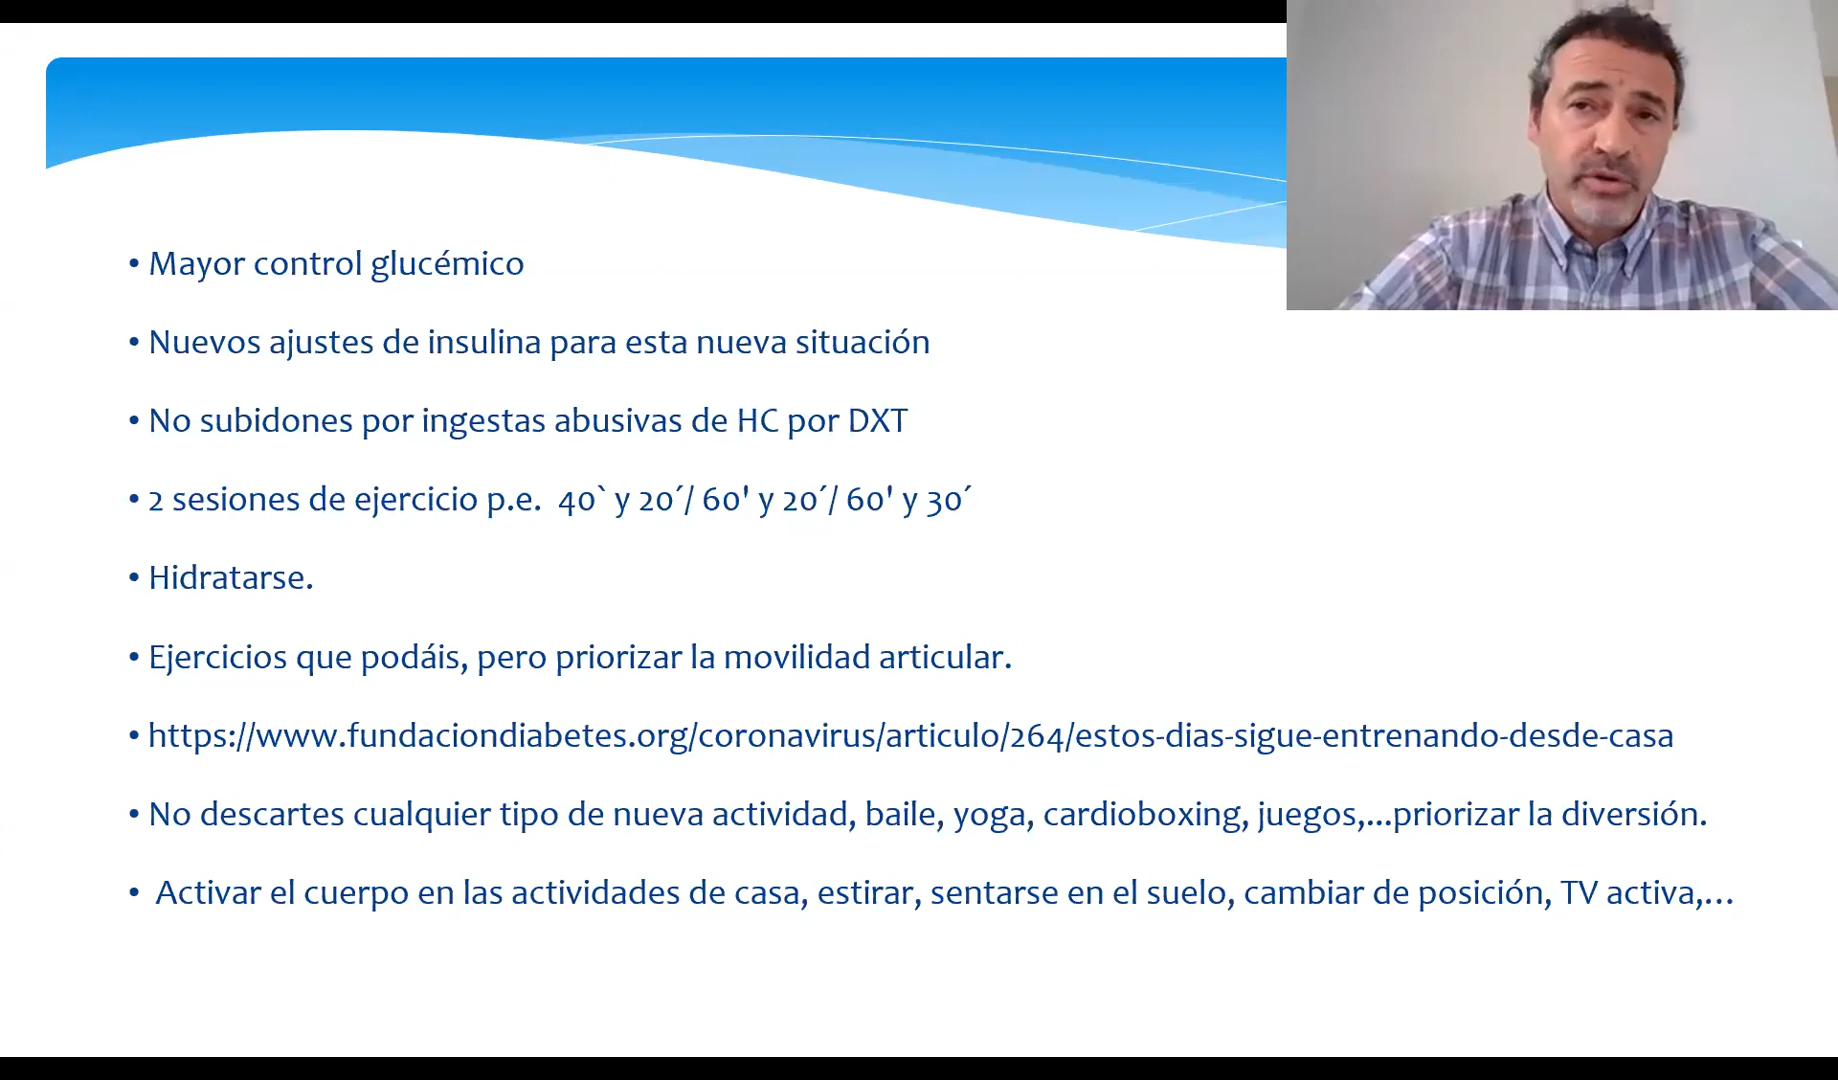 • Mayor control glucémico
• Nuevos ajustes de insulina para esta nueva situación
• No subidones por ingestas abusivas de HC por DXT
• 2 sesiones de ejercicio p.e.  40` y 20´/ 60' y 20´/ 60' y 30´
• Hidratarse.
• Ejercicios que podáis, pero priorizar la movilidad articular.
• https://www.fundaciondiabetes.org/coronavirus/articulo/264/estos-dias-sigue-entrenando-desde-casa
• No descartes cualquier tipo de nueva actividad, baile, yoga, cardioboxing, juegos,...priorizar la diversión.
• Activar el cuerpo en las actividades de casa, estirar, sentarse en el suelo, cambiar de posición, TV activa,...